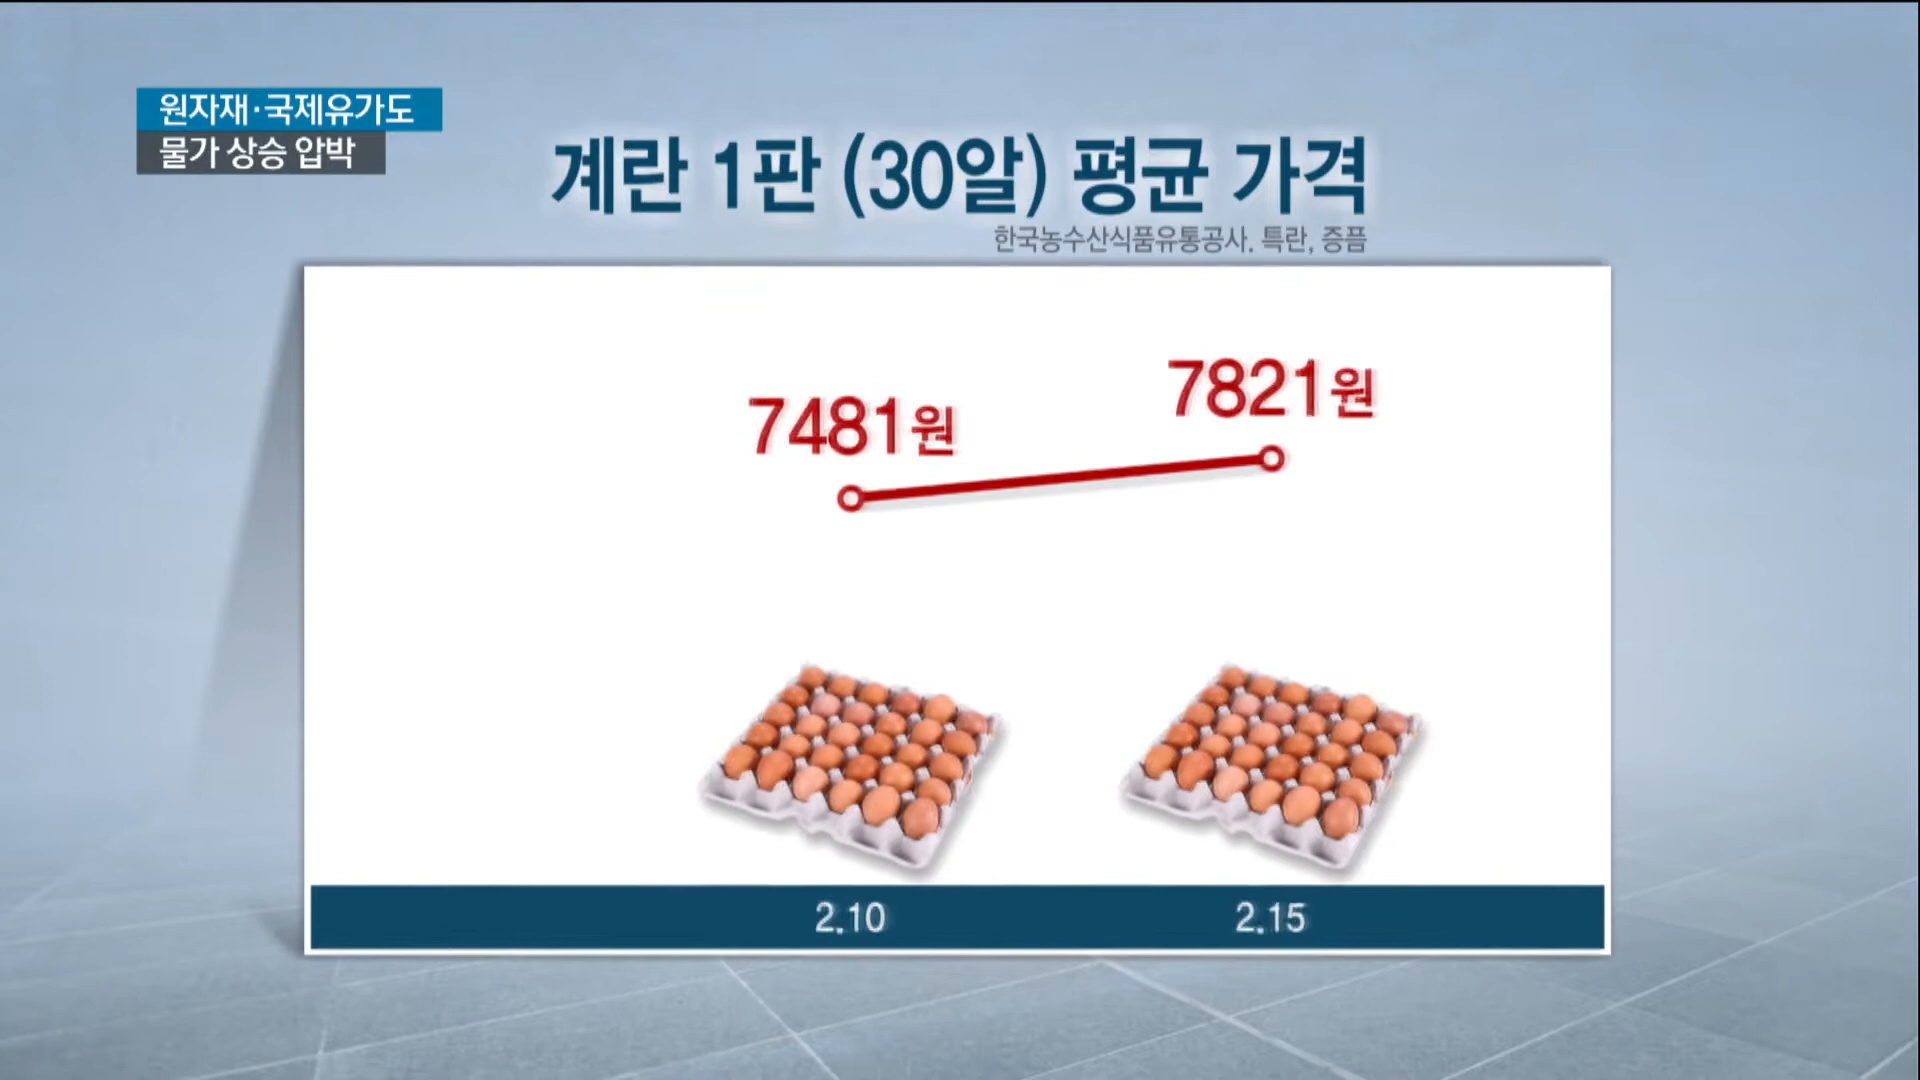 원자재·국제유가도
물가 상승 압박
계란 1판 (30알) 평균 가격
한국농수산식품유통공사. 특란, 중품
7481원
7821원
2.10
2.15